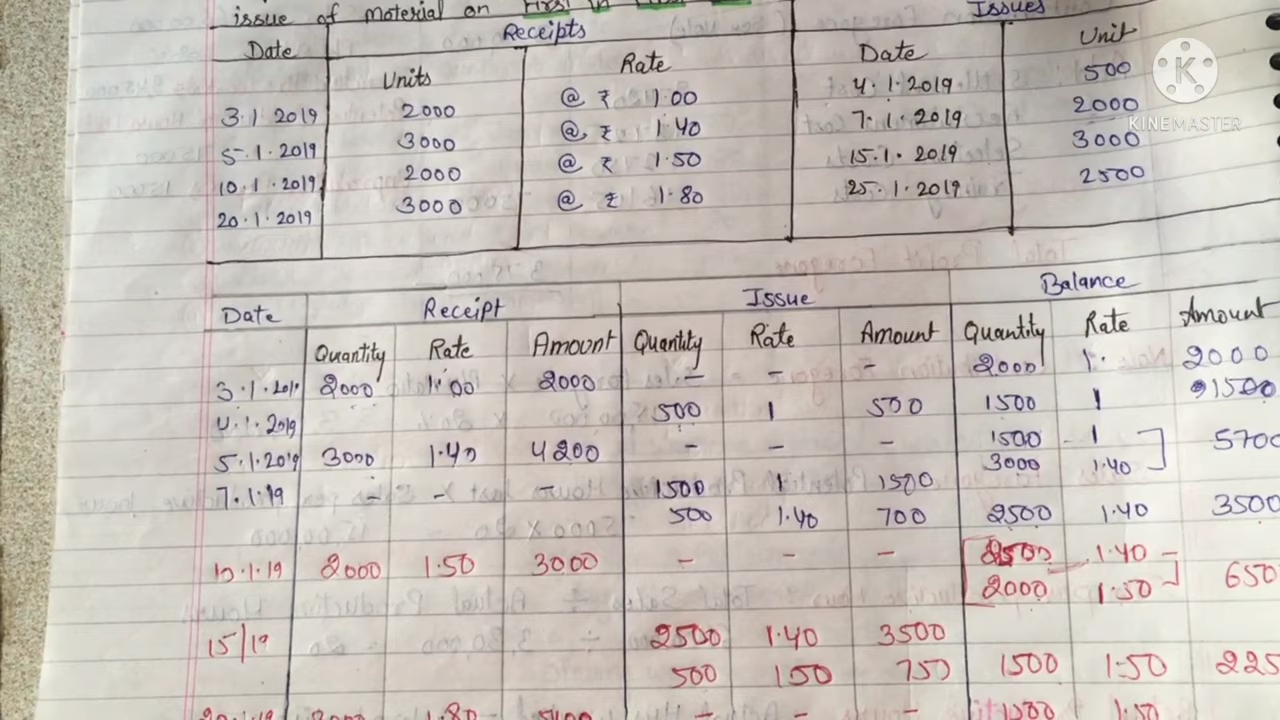 issue of material on First in First
Receipts Issues
Date Units Rate Date Unit
3.1.2019 2000 @ ₹ 1.00 4.1.2019 500
5.1.2019 3000 @ ₹ 1.40 7.1.2019 2000
10.1.2019 2000 @ ₹ 1.50 15.1.2019 3000
20.1.2019 3000 @ ₹ 1.80 25.1.2019 2500
KINEMASTER
Date Receipt Issue Balance
Quantity Rate Amount Quantity Rate Amount Quantity Rate Amount
3.1.2019 2000 1.00 2000 - - - 2000 1. 2000
4.1.2019 500 1 500 1500 1 1500
5.1.2019 3000 1.40 4200 - - - 1500 - 1
3000 1.40 5700
7.1.19 - - - 1500 1 1500
500 1.40 700 2500 1.40 3500
10.1.19 2000 1.50 3000 - - - 2500 1.40
2000 1.50 650
15/19 2500 1.40 3500
500 1.50 750 1500 1.50 225